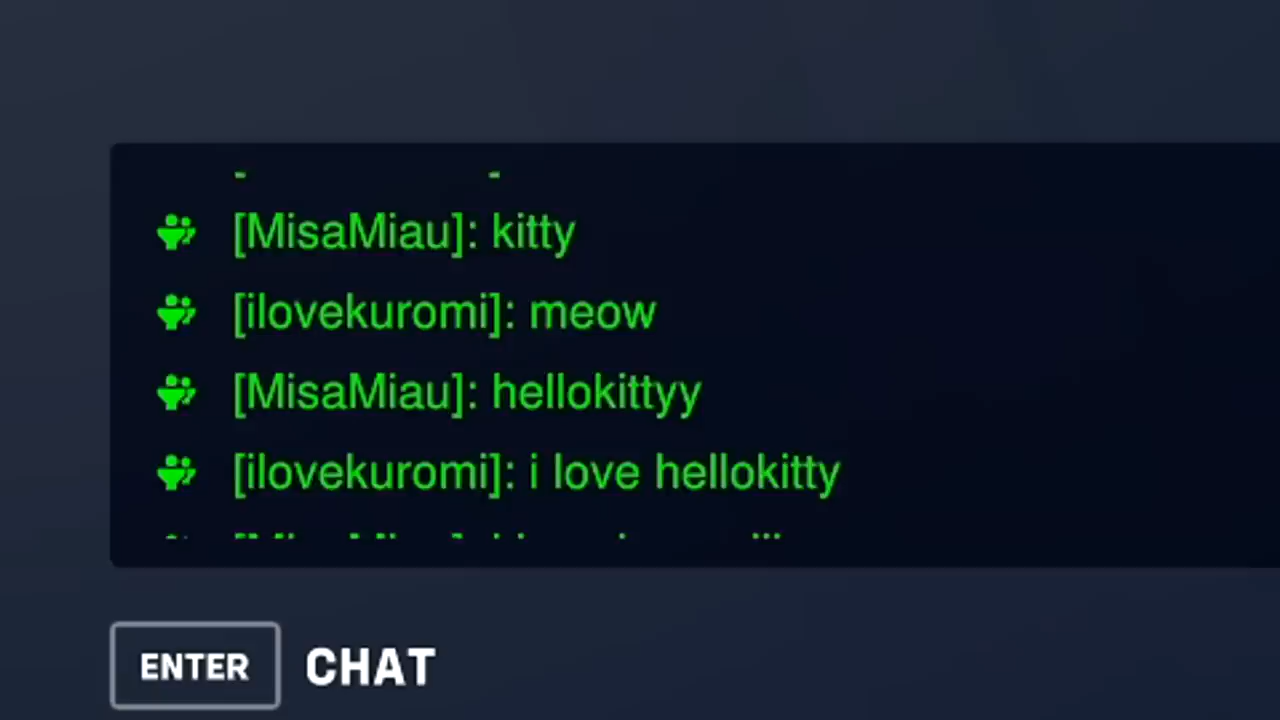 [MisaMiau]: kitty
[ilovekuromi]: meow
[MisaMiau]: hellokittyy
[ilovekuromi]: i love hellokitty
ENTER CHAT